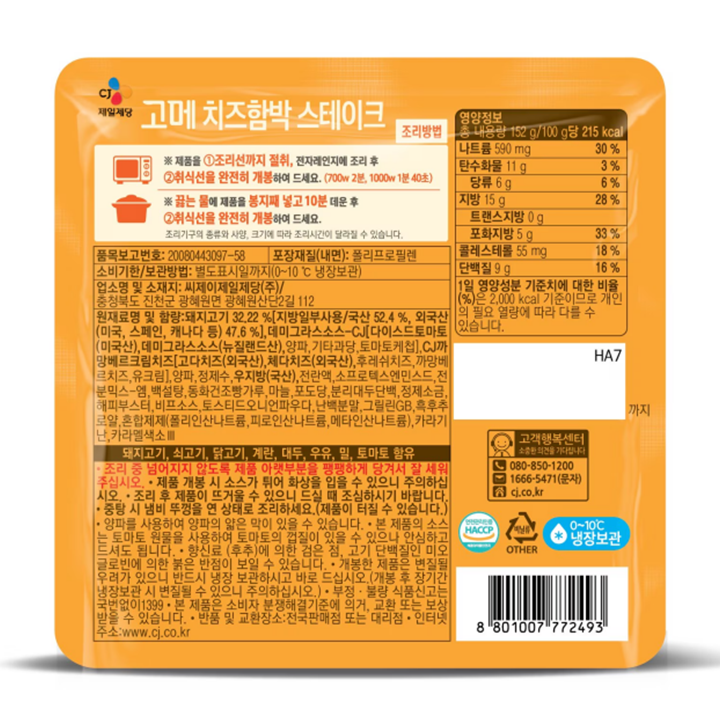 CJ
제일제당
고메 치즈함박 스테이크
조리방법
※ 제품을 ①조리선까지 절취, 전자레인지에 조리 후
②취식선을 완전히 개봉하여 드세요. (700w 2분, 1000w 1분 40초)
※ 끓는 물에 제품을 봉지째 넣고 10분 데운 후
②취식선을 완전히 개봉하여 드세요.
조리기구의 종류와 사양, 크기에 따라 조리시간이 달라질 수 있습니다.
품목보고번호: 20080443097-58 포장재질(내면): 폴리프로필렌
소비기한/보관방법: 별도표시일까지(0~10 ℃ 냉장보관)
업소명 및 소재지: 씨제이제일제당(주)/
충청북도 진천군 광혜원면 광혜원산단2길 112
원재료명 및 함량:돼지고기 32.22 %[지방일부사용/국산 52.4 %, 외국산
(미국, 스페인, 캐나다 등) 47.6 %],데미그라스소스-CJ[다이스드토마토
(미국산),데미그라스소스(뉴질랜드산),양파,기타과당,토마토케첩],CJ까
망베르크림치즈[고다치즈(외국산),체다치즈(외국산),후레쉬치즈,까망베
르치즈,유크림],양파,정제수,우지방(국산),전란액,소프로텍스엔민스드,전
분믹스-엠,백설탕,동화건조빵가루,마늘,포도당,분리대두단백,정제소금,
해피부스터,비프소스,토스티드오니언파우다,난백분말,그릴린GB,흑후추
,카라기
난,카라멜색소Ⅲ
돼지고기, 쇠고기, 닭고기, 계란, 대두, 우유, 밀, 토마토 함유
• 조리 중 넘어지지 않도록 제품 아랫부분을 팽팽하게 당겨서 잘 세워
주십시오. • 제품 개봉 시 소스가 튀어 화상을 입을 수 있으니 주의하십
시오. • 조리 후 제품이 뜨거울 수 있으니 드실 때 조심하시기 바랍니다.
• 중탕 시 냄비 뚜껑을 연 상태로 조리하세요.(제품이 터질 수 있습니다.)
• 양파를 사용하여 양파의 얇은 막이 있을 수 있습니다. • 본 제품의 소스
는 토마토 원물을 사용하여 토마토의 껍질이 있을 수 있으나 안심하고
드셔도 됩니다. • 향신료 (후추)에 의한 검은 점, 고기 단백질인 미오
글로빈에 의한 붉은 반점이 보일 수 있습니다. • 개봉한 제품은 변질될
우려가 있으니 반드시 냉장 보관하시고 바로 드십시오.(개봉 후 장기간
냉장보관 시 변질될 수 있으니 주의하십시오.) • 부정 · 불량 식품신고는
국번없이1399 • 본 제품은 소비자 분쟁해결기준에 의거, 교환 또는 보상
받을 수 있습니다. • 반품 및 교환장소:전국판매점 또는 대리점 • 인터넷
주소:www.cj.co.kr
영양정보
총 내용량 152 g/100 g당 215 kcal
나트륨 590 mg 30 %
탄수화물 11 g 3 %
당류 6 g 6 %
지방 15 g 28 %
트랜스지방 0 g
포화지방 5 g 33 %
콜레스테롤 55 mg 18 %
단백질 9 g 16 %
1일 영양성분 기준치에 대한 비율
(%)은 2,000 kcal 기준이므로 개인
의 필요 열량에 따라 다를 수
있습니다.
HA7
까지
고객행복센터
소중한 의견을 기다립니다
080-850-1200
1666-5471(문자)
cj.co.kr
안전관리인증
HACCP
식품의약품안전처
비닐류
OTHER
0~10℃
냉장보관
8 801007 772493